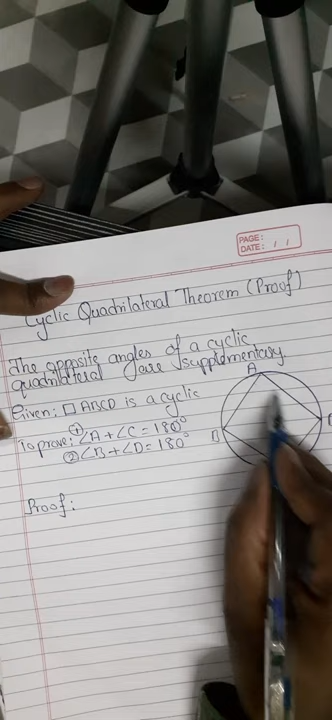 PAGE:
DATE: / /
Cyclic Quadrilateral Theorem (Proof)
The opposite angles of a cyclic
quadrilateral are supplementary.
A
Given: □ ABCD is a cyclic
To prove: ① ∠A + ∠C = 180°
② ∠B + ∠D = 180°
B
Proof: